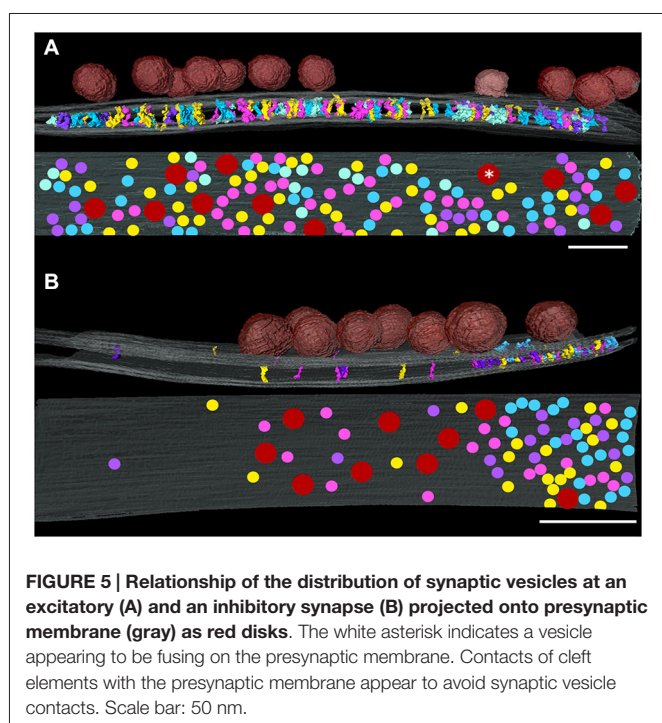 A
*
B
FIGURE 5 | Relationship of the distribution of synaptic vesicles at an
excitatory (A) and an inhibitory synapse (B) projected onto presynaptic
membrane (gray) as red disks. The white asterisk indicates a vesicle
appearing to be fusing on the presynaptic membrane. Contacts of cleft
elements with the presynaptic membrane appear to avoid synaptic vesicle
contacts. Scale bar: 50 nm.